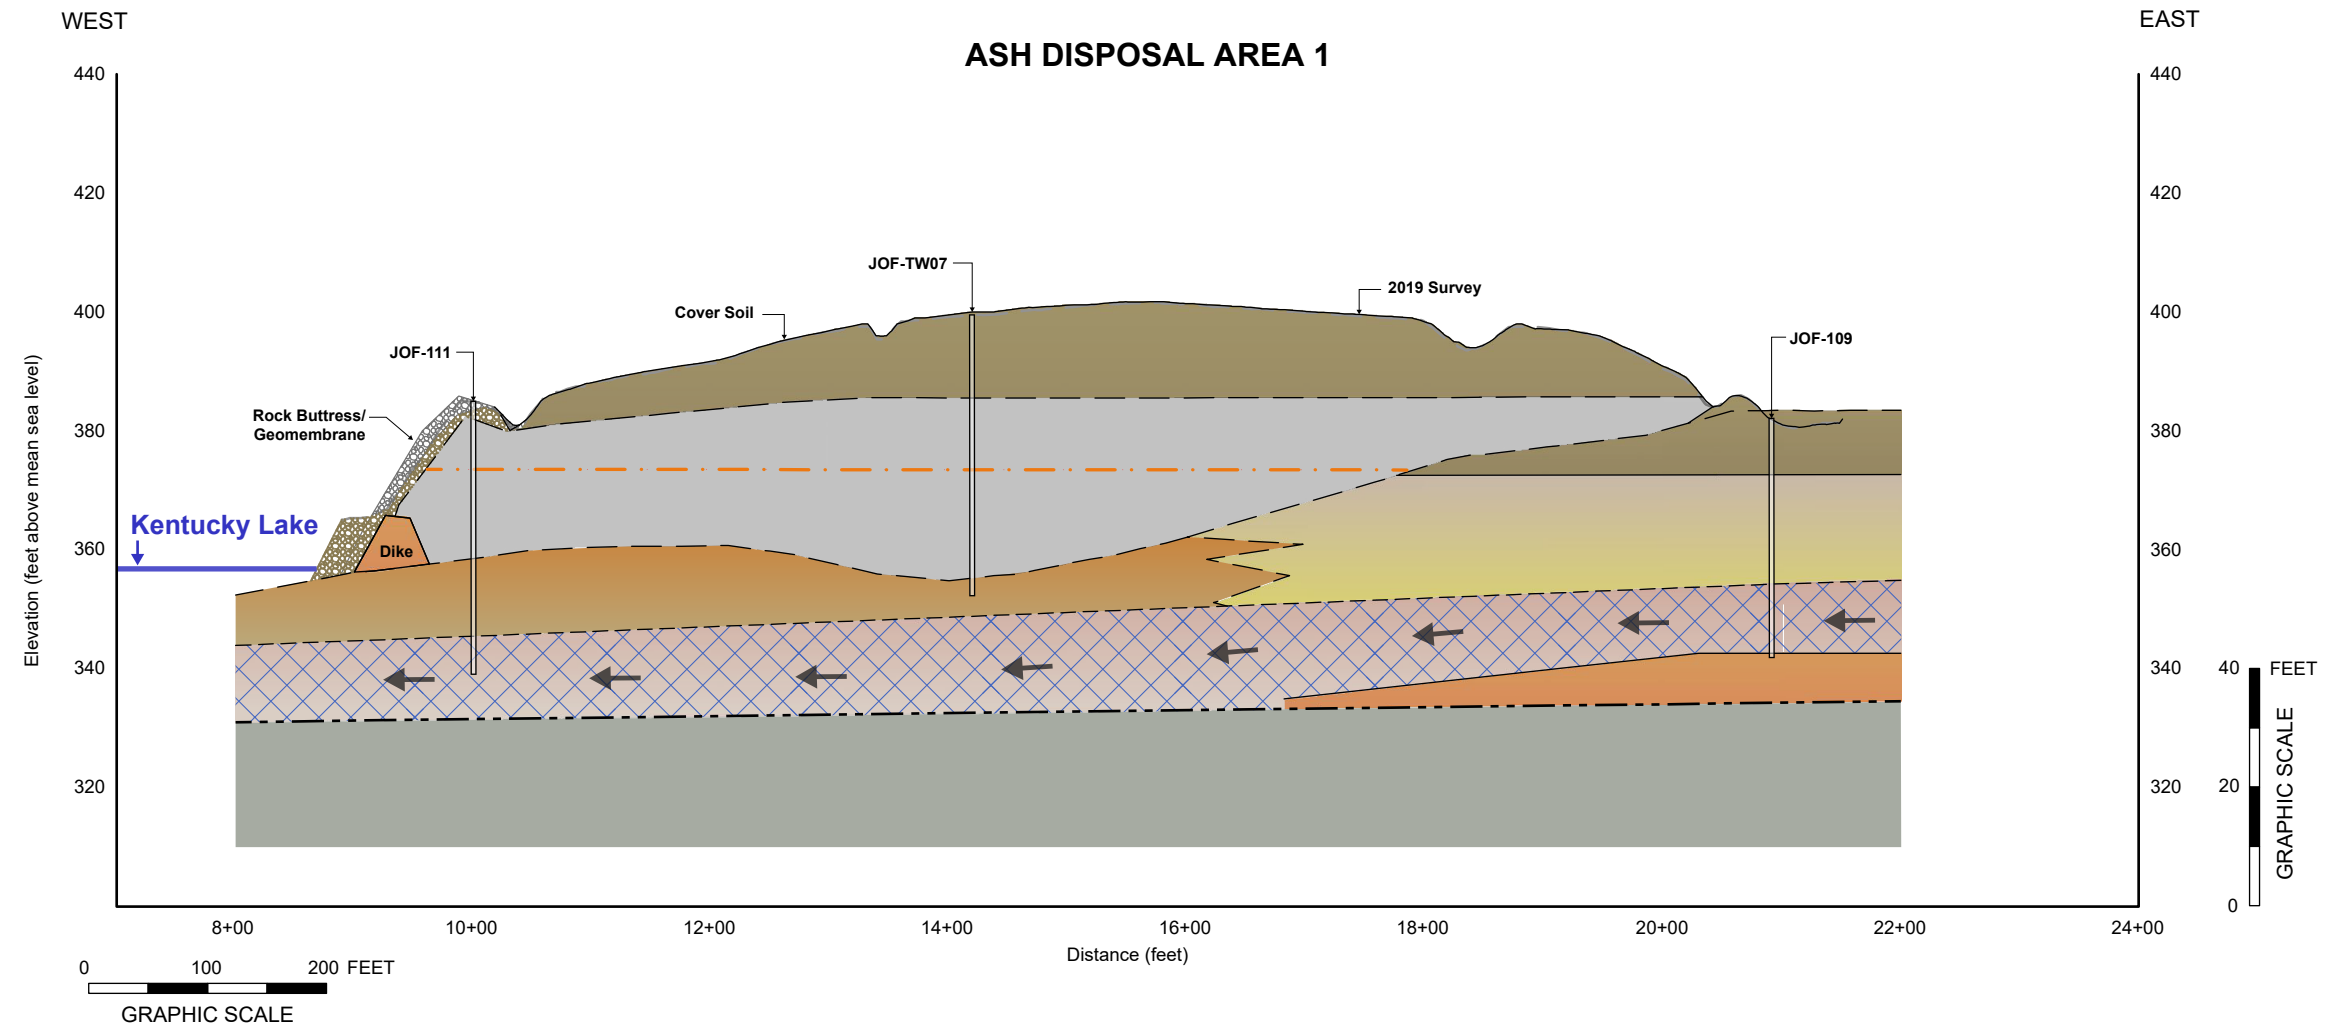 WEST
EAST
ASH DISPOSAL AREA 1
440
440
420
420
400
400
380
380
360
360
340
340
320
320
Elevation (feet above mean sea level)
JOF-TW07
2019 Survey
Cover Soil
JOF-111
JOF-109
Rock Buttress/
Geomembrane
Kentucky Lake
Dike
40 FEET
20
0
GRAPHIC SCALE
8+00 10+00 12+00 14+00 16+00 18+00 20+00 22+00 24+00
Distance (feet)
0 100 200 FEET
GRAPHIC SCALE